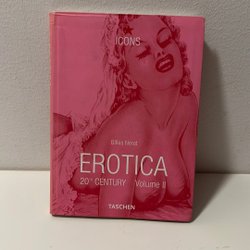 ICONS
Gilles Néret
EROTICA
20TH CENTURY Volume II
TASCHEN